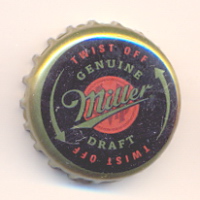 TWIST OFF
GENUINE
Miller
DRAFT
TWIST OFF